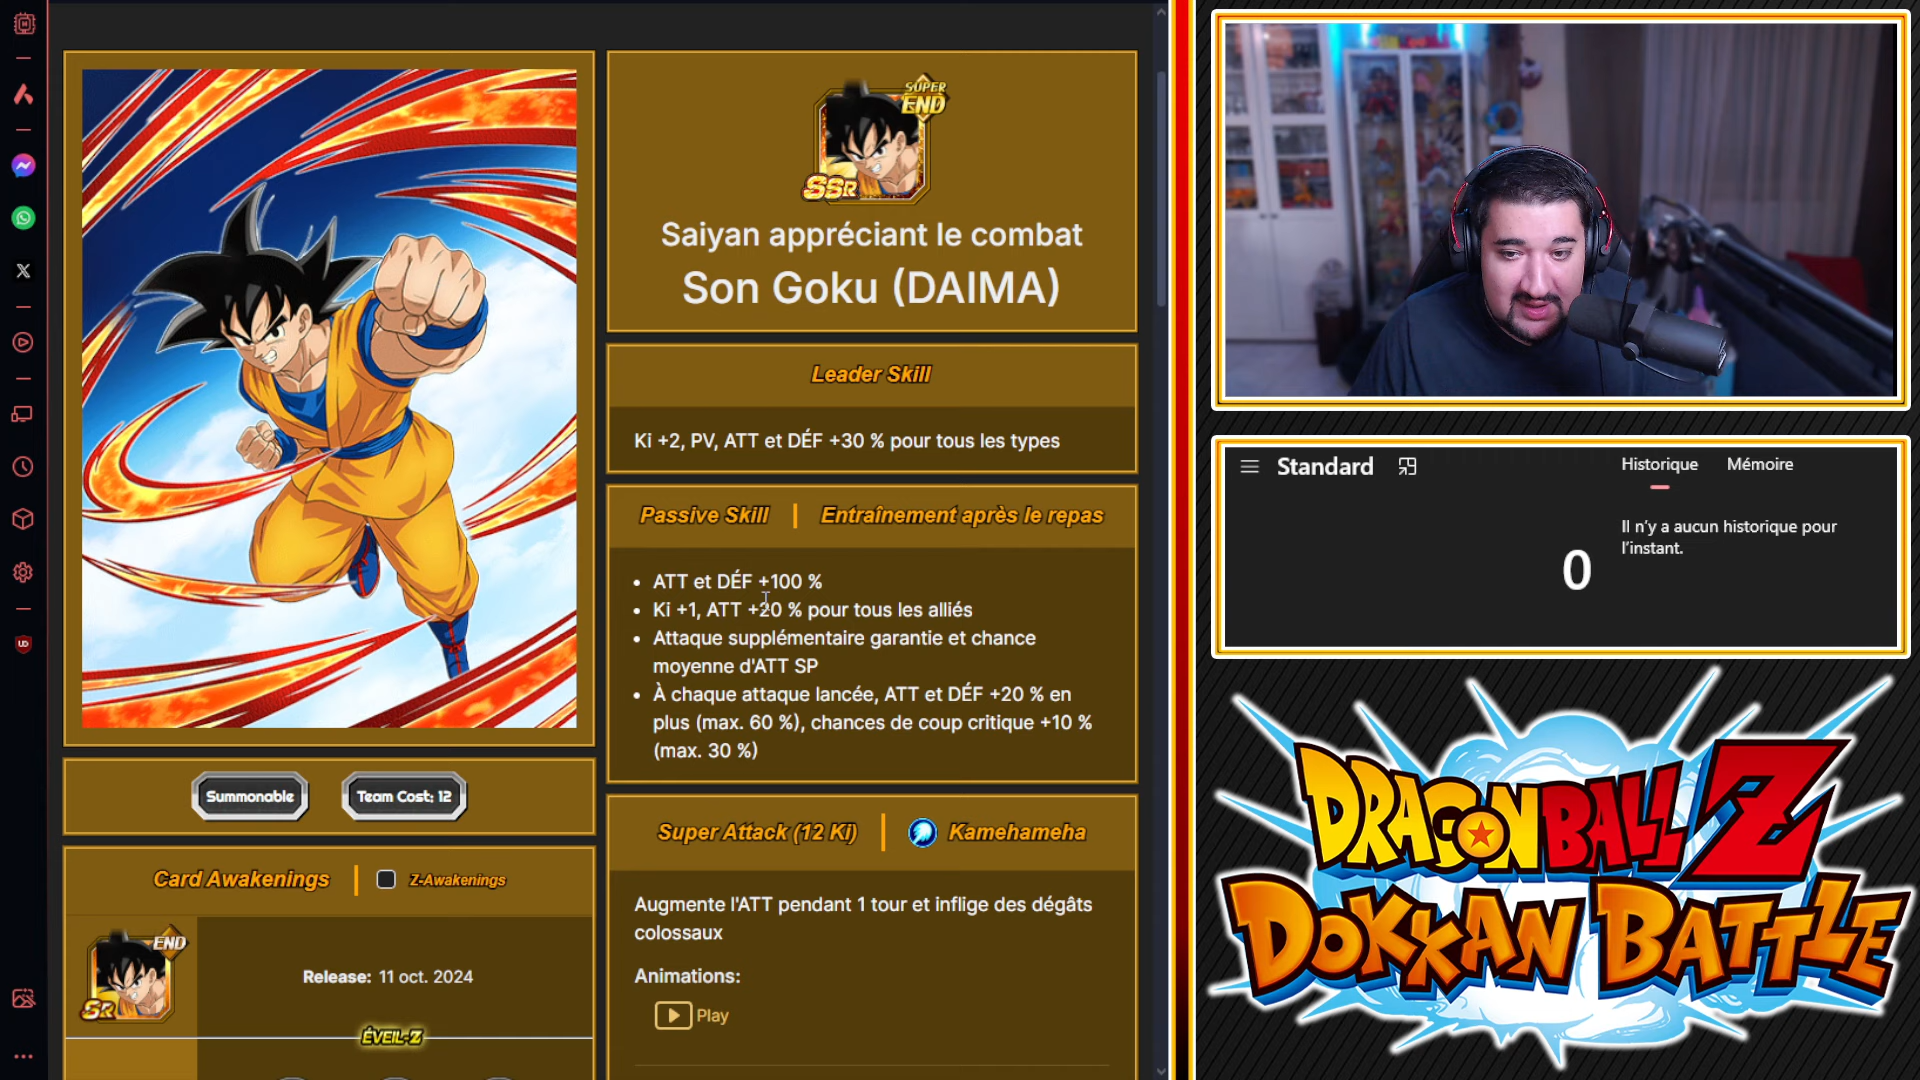 SUPER
END
SSR
Saiyan appréciant le combat
Son Goku (DAIMA)
Leader Skill
Ki +2, PV, ATT et DÉF +30 % pour tous les types
Passive Skill | Entraînement après le repas
ATT et DÉF +100 %
Ki +1, ATT +20 % pour tous les alliés
Attaque supplémentaire garantie et chance
moyenne d'ATT SP
À chaque attaque lancée, ATT et DÉF +20 % en
plus (max. 60 %), chances de coup critique +10 %
(max. 30 %)
Super Attack (12 Ki) | Kamehameha
Augmente l'ATT pendant 1 tour et inflige des dégâts
colossaux
Animations:
Play
Summonable
Team Cost: 12
Card Awakenings | Z-Awakenings
END
SR
Release: 11 oct. 2024
ÉVEIL-Z
UD
Standard
Historique
Mémoire
Il n'y a aucun historique pour
l'instant.
0
DRAGON BALL Z
DOKKAN BATTLE